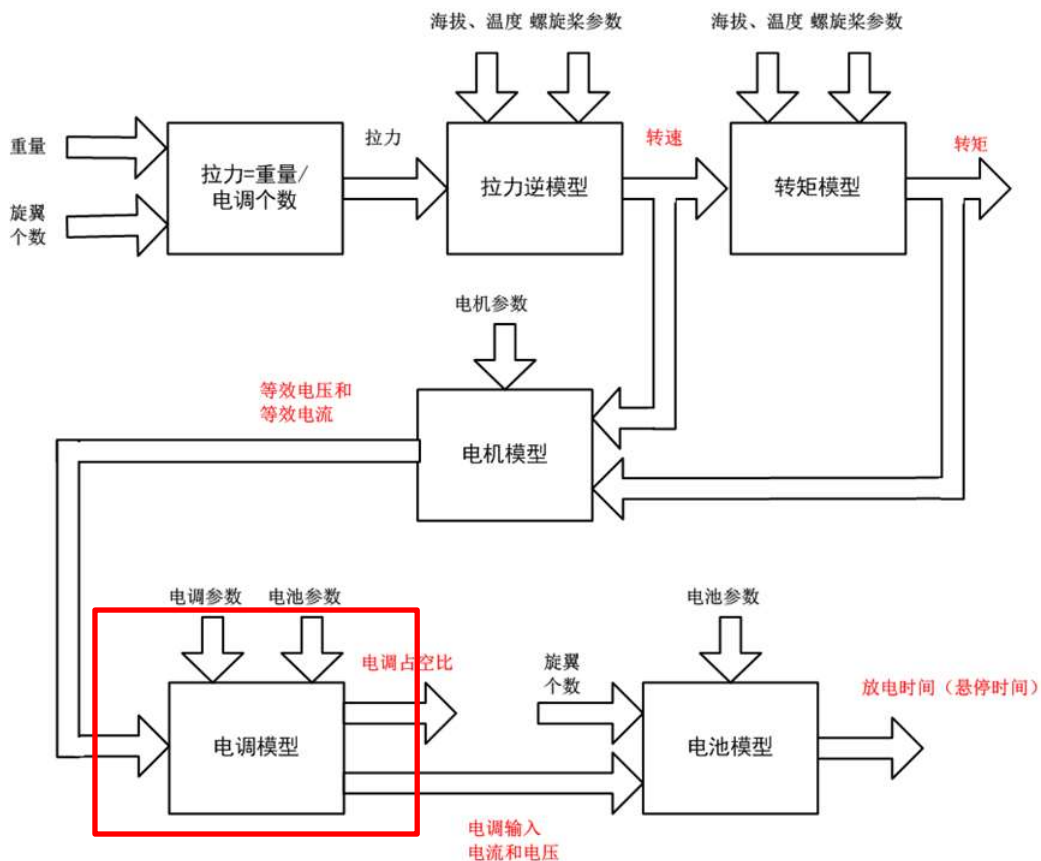 海拔、温度 螺旋桨参数
海拔、温度 螺旋桨参数
重量
旋翼
个数
拉力=重量/
电调个数
拉力
拉力逆模型
转速
转矩模型
转矩
电机参数
等效电压和
等效电流
电机模型
电调参数
电池参数
电调模型
电调占空比
电调输入
电流和电压
旋翼
个数
电池参数
电池模型
放电时间（悬停时间）